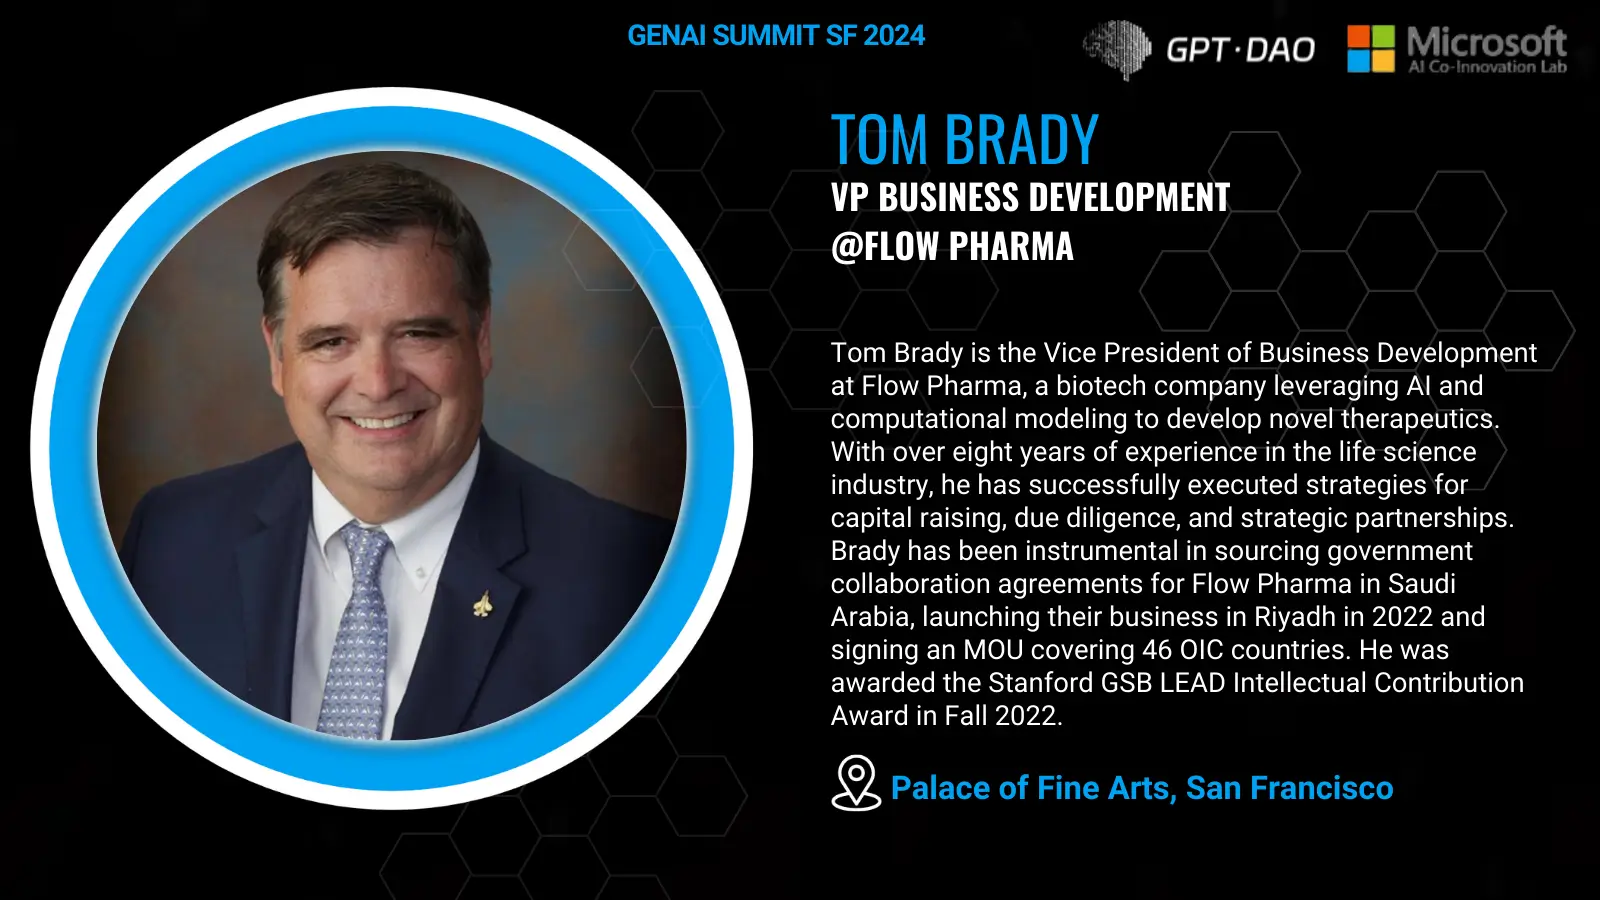 GENAI SUMMIT SF 2024
GPT·DAO
Microsoft
AI Co-Innovation Lab
TOM BRADY
VP BUSINESS DEVELOPMENT
@FLOW PHARMA
Tom Brady is the Vice President of Business Development
at Flow Pharma, a biotech company leveraging AI and
computational modeling to develop novel therapeutics.
With over eight years of experience in the life science
industry, he has successfully executed strategies for
capital raising, due diligence, and strategic partnerships.
Brady has been instrumental in sourcing government
collaboration agreements for Flow Pharma in Saudi
Arabia, launching their business in Riyadh in 2022 and
signing an MOU covering 46 OIC countries. He was
awarded the Stanford GSB LEAD Intellectual Contribution
Award in Fall 2022.
Palace of Fine Arts, San Francisco